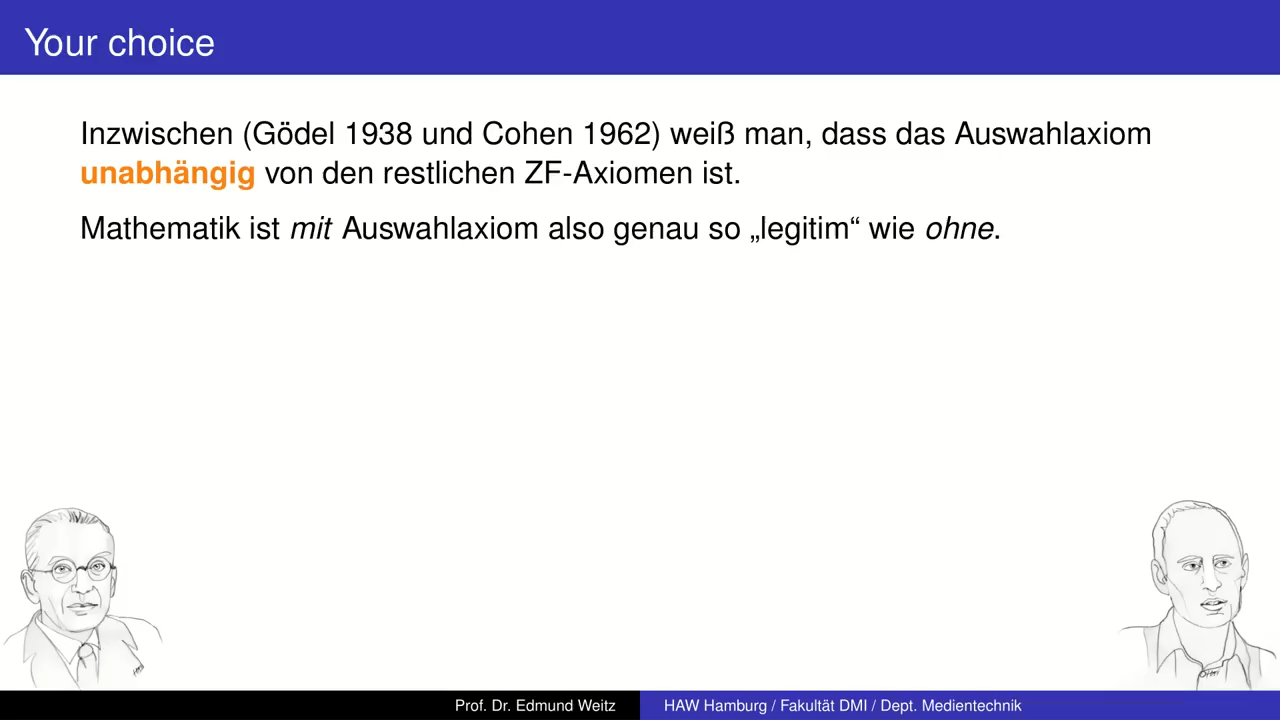 Your choice
Inzwischen (Gödel 1938 und Cohen 1962) weiß man, dass das Auswahlaxiom
unabhängig von den restlichen ZF-Axiomen ist.
Mathematik ist mit Auswahlaxiom also genau so „legitim“ wie ohne.
Prof. Dr. Edmund Weitz
HAW Hamburg / Fakultät DMI / Dept. Medientechnik